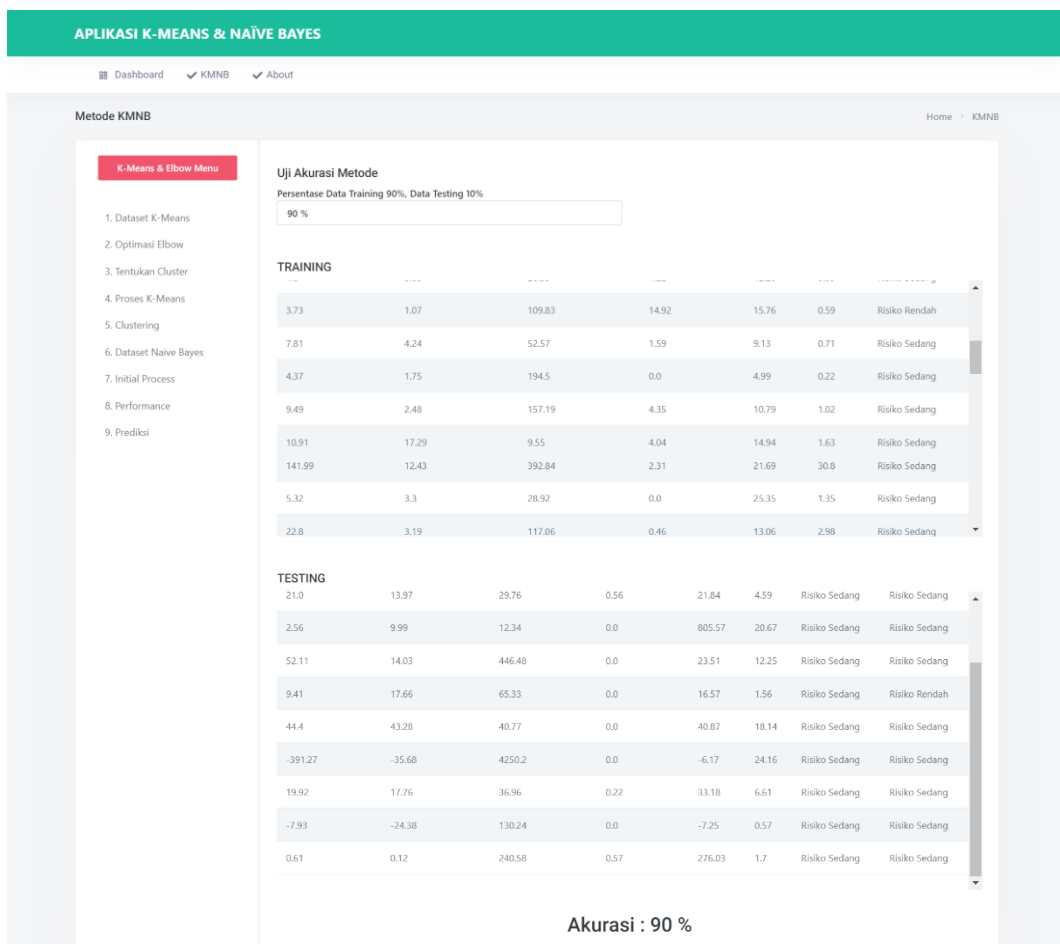 APLIKASI K-MEANS & NAÏVE BAYES
Dashboard KMNB About
Metode KMNB
Home > KMNB
K-Means & Elbow Menu
1. Dataset K-Means
2. Optimasi Elbow
3. Tentukan Cluster
4. Proses K-Means
5. Clustering
6. Dataset Naive Bayes
7. Initial Process
8. Performance
9. Prediksi
Uji Akurasi Metode
Persentase Data Training 90%, Data Testing 10%
90 %
TRAINING
3.73 1.07 109.83 14.92 15.76 0.59 Risiko Rendah
7.81 4.24 52.57 1.59 9.13 0.71 Risiko Sedang
4.37 1.75 194.5 0.0 4.99 0.22 Risiko Sedang
9.49 2.48 157.19 4.35 10.79 1.02 Risiko Sedang
10.91 17.29 9.55 4.04 14.94 1.63 Risiko Sedang
141.99 12.43 392.84 2.31 21.69 30.8 Risiko Sedang
5.32 3.3 28.92 0.0 25.35 1.35 Risiko Sedang
22.8 3.19 117.06 0.46 13.06 2.98 Risiko Sedang
TESTING
21.0 13.97 29.76 0.56 21.84 4.59 Risiko Sedang Risiko Sedang
2.56 9.99 12.34 0.0 805.57 20.67 Risiko Sedang Risiko Sedang
52.11 14.03 446.48 0.0 23.51 12.25 Risiko Sedang Risiko Sedang
9.41 17.66 65.33 0.0 16.57 1.56 Risiko Sedang Risiko Rendah
44.4 43.28 40.77 0.0 40.87 18.14 Risiko Sedang Risiko Sedang
-391.27 -35.68 4250.2 0.0 -6.17 24.16 Risiko Sedang Risiko Sedang
19.92 17.76 36.96 0.22 33.18 6.61 Risiko Sedang Risiko Sedang
-7.93 -24.38 130.24 0.0 -7.25 0.57 Risiko Sedang Risiko Sedang
0.61 0.12 240.58 0.57 276.03 1.7 Risiko Sedang Risiko Sedang
Akurasi : 90 %